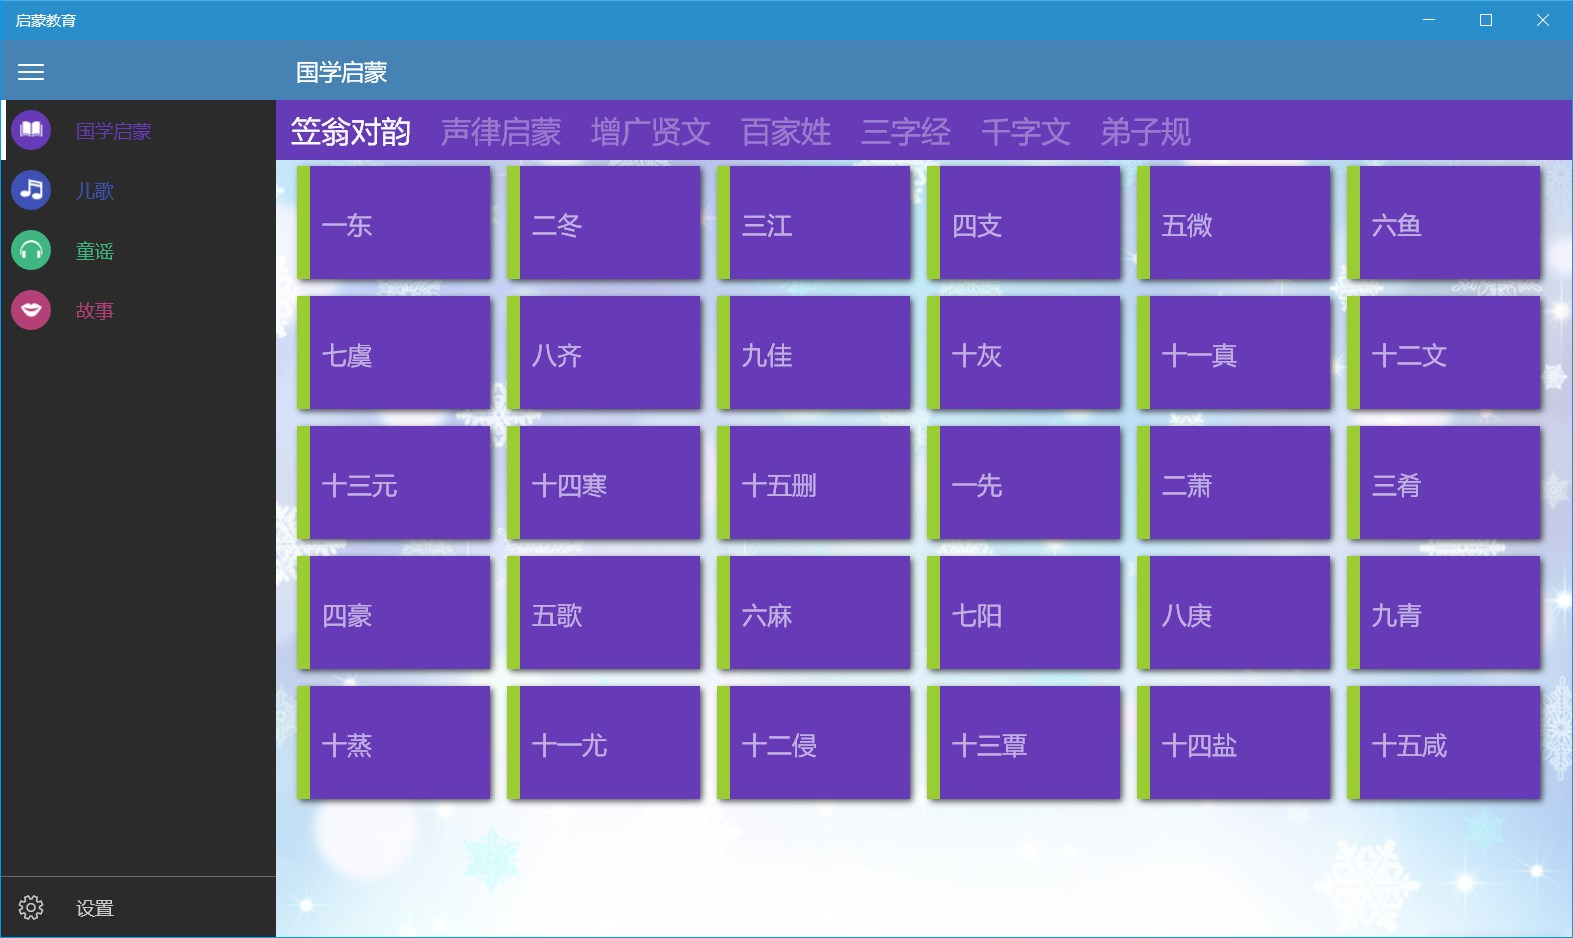 启蒙教育
国学启蒙
国学启蒙
儿歌
童谣
故事
设置
笠翁对韵 声律启蒙 增广贤文 百家姓 三字经 千字文 弟子规
一东 二冬 三江 四支 五微 六鱼
七虞 八齐 九佳 十灰 十一真 十二文
十三元 十四寒 十五删 一先 二萧 三肴
四豪 五歌 六麻 七阳 八庚 九青
十蒸 十一尤 十二侵 十三覃 十四盐 十五咸